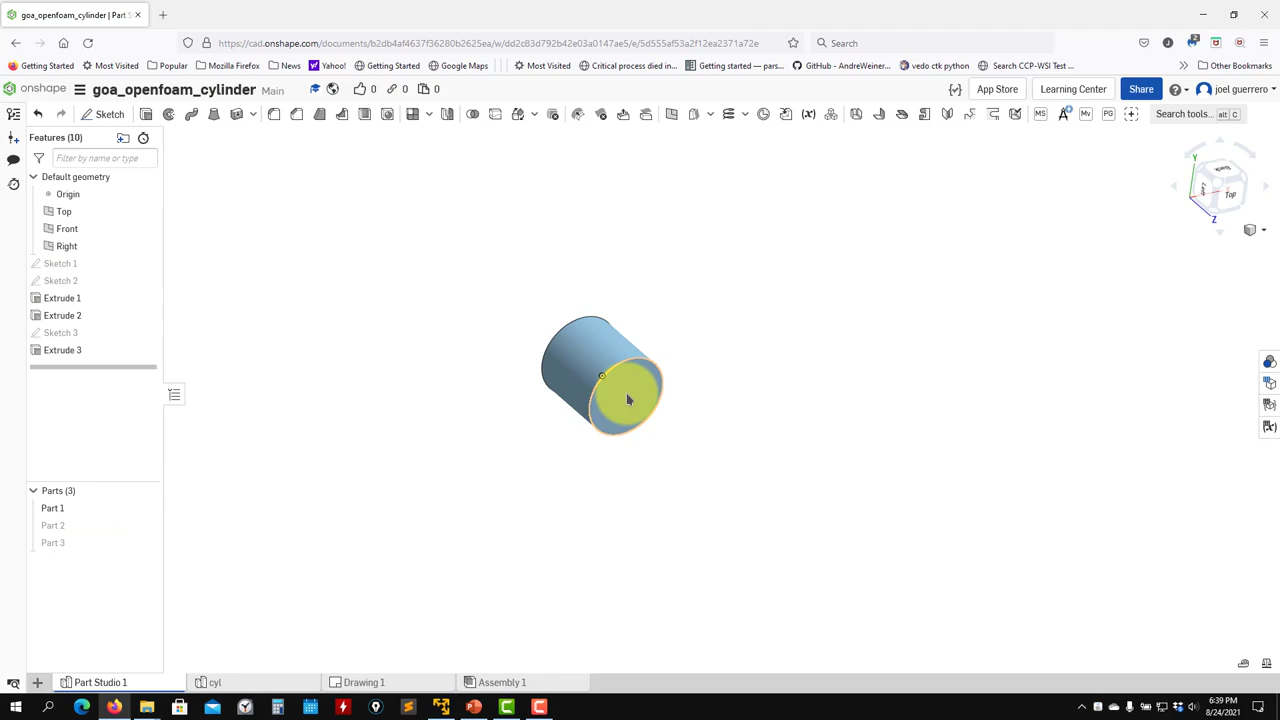 goa_openfoam_cylinder | Part S
https://cad.onshape.com/documents/b2db4af4637f36680b2525ea/w/dd2c83d792b42e03a0147ae5/e/5d555af53a2f12ea2371a72e
Search
Getting Started
Most Visited
Popular
Mozilla Firefox
News
Yahoo!
Getting Started
Google Maps
Most Visited
Critical process died in...
Getting started — pars...
GitHub - AndreWeiner...
vedo ctk python
Search CCP-WSI Test ...
Other Bookmarks
onshape
goa_openfoam_cylinder Main
0
0
0
App Store
Learning Center
Share
joel guerrero
Sketch
Search tools...
alt C
Features (10)
Filter by name or type
Default geometry
Origin
Top
Front
Right
Sketch 1
Sketch 2
Extrude 1
Extrude 2
Sketch 3
Extrude 3
Parts (3)
Part 1
Part 2
Part 3
Y
Back
Left
Top
Z
Part Studio 1
cyl
Drawing 1
Assembly 1
6:39 PM
8/24/2021